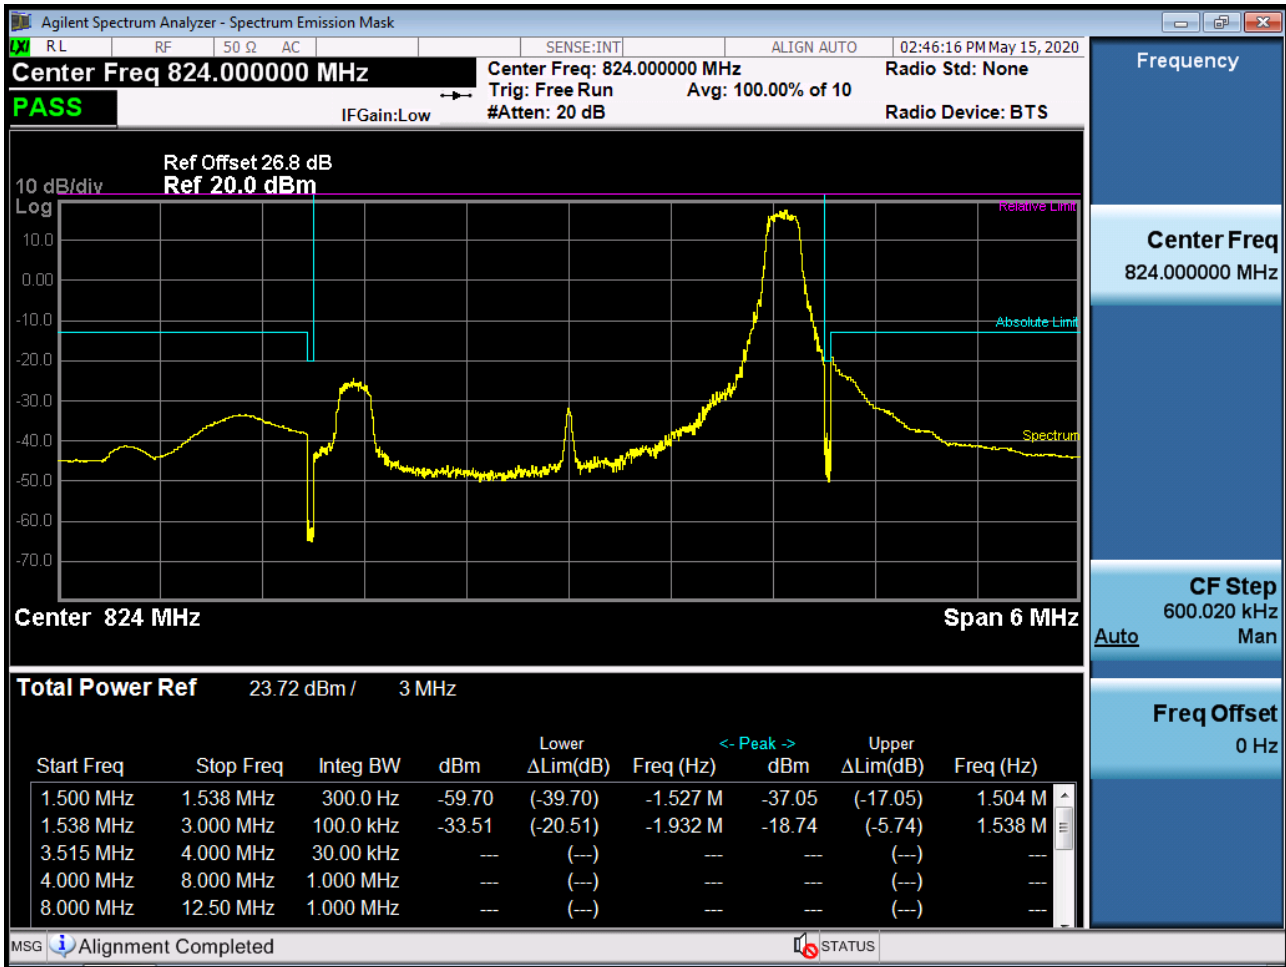 Agilent Spectrum Analyzer - Spectrum Emission Mask
LXI RL RF 50 Ω AC SENSE:INT ALIGN AUTO 02:46:16 PM May 15, 2020
Center Freq 824.000000 MHz
Center Freq: 824.000000 MHz
Radio Std: None
Trig: Free Run
Avg: 100.00% of 10
PASS
IFGain:Low
#Atten: 20 dB
Radio Device: BTS
Ref Offset 26.8 dB
10 dB/div Ref 20.0 dBm
Log
Relative Limit
10.0
0.00
-10.0
Absolute Limit
-20.0
-30.0
-40.0
Spectrum
-50.0
-60.0
-70.0
Center 824 MHz
Span 6 MHz
Total Power Ref 23.72 dBm / 3 MHz
Lower <- Peak -> Upper
Start Freq Stop Freq Integ BW dBm ΔLim(dB) Freq (Hz) dBm ΔLim(dB) Freq (Hz)
1.500 MHz 1.538 MHz 300.0 Hz -59.70 (-39.70) -1.527 M -37.05 (-17.05) 1.504 M
1.538 MHz 3.000 MHz 100.0 kHz -33.51 (-20.51) -1.932 M -18.74 (-5.74) 1.538 M
3.515 MHz 4.000 MHz 30.00 kHz --- (---) --- --- (---) ---
4.000 MHz 8.000 MHz 1.000 MHz --- (---) --- --- (---) ---
8.000 MHz 12.50 MHz 1.000 MHz --- (---) --- --- (---) ---
MSG Alignment Completed STATUS
Frequency
Center Freq
824.000000 MHz
CF Step
600.020 kHz
Auto Man
Freq Offset
0 Hz